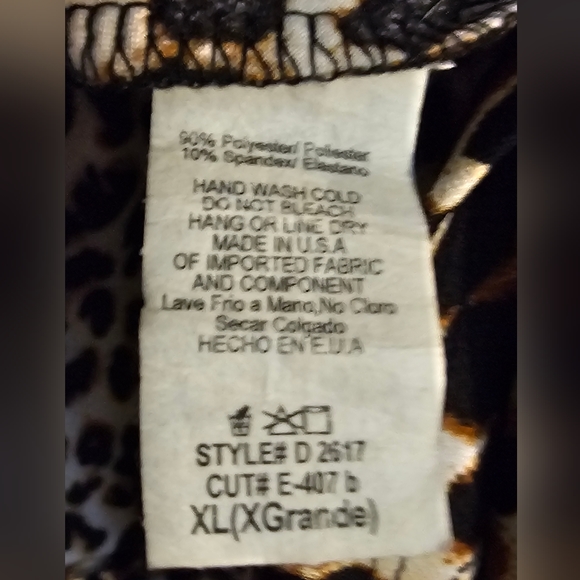 90% Polyester/ Poliester
10% Spandex/ Elastano
HAND WASH COLD
DO NOT BLEACH
HANG OR LINE DRY
MADE IN U.S.A
OF IMPORTED FABRIC
AND COMPONENT
Lave Frio a Mano,No Cloro
Secar Colgado
HECHO EN E.U.A
STYLE# D 2617
CUT# E-407 b
XL(XGrande)